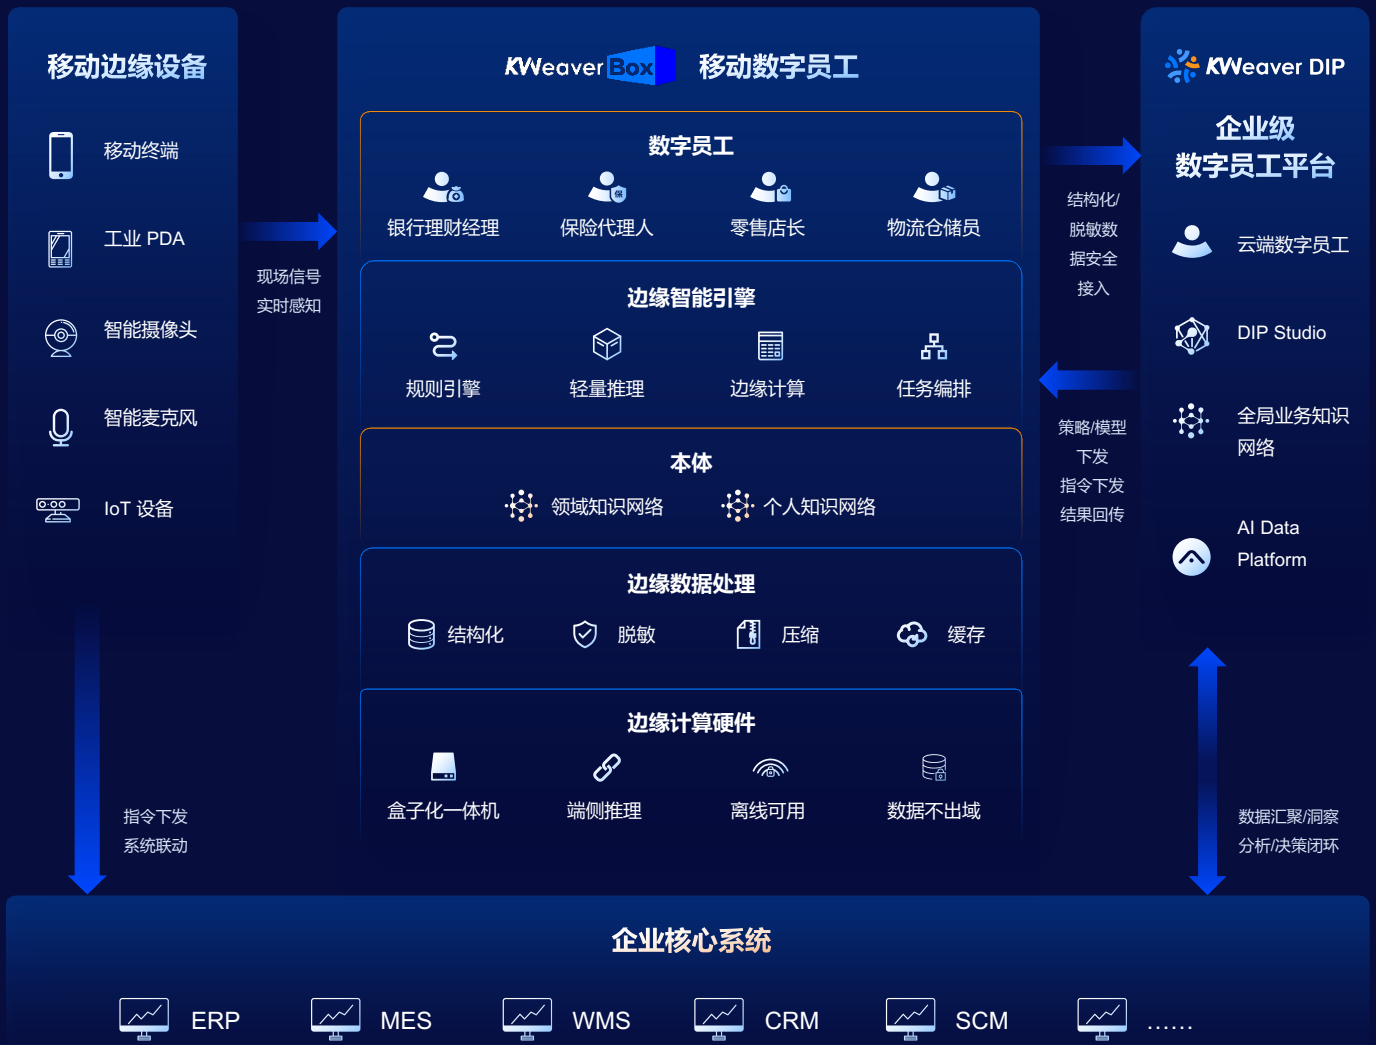 移动边缘设备
移动终端
工业 PDA
智能摄像头
智能麦克风
IoT 设备
现场信号
实时感知
指令下发
系统联动
KWeaver Box 移动数字员工
数字员工
银行理财经理
保
保险代理人
零售店长
物流仓储员
边缘智能引擎
规则引擎
轻量推理
边缘计算
任务编排
本体
领域知识网络
个人知识网络
边缘数据处理
结构化
脱敏
压缩
缓存
边缘计算硬件
盒子化一体机
端侧推理
离线可用
数据不出域
结构化/
脱敏数
据安全
接入
策略/模型
下发
指令下发
结果回传
KWeaver DIP
企业级
数字员工平台
云端数字员工
DIP Studio
全局业务知识
网络
AI Data
Platform
数据汇聚/洞察
分析/决策闭环
企业核心系统
ERP
MES
WMS
CRM
SCM
……